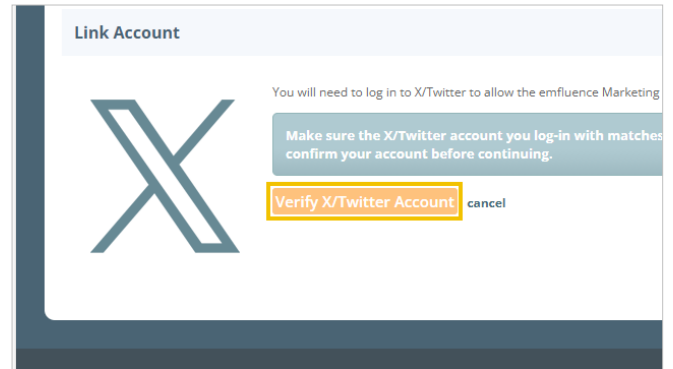 Link Account
You will need to log in to X/Twitter to allow the emfluence Marketing
Make sure the X/Twitter account you log-in with matches
confirm your account before continuing.
Verify X/Twitter Account cancel